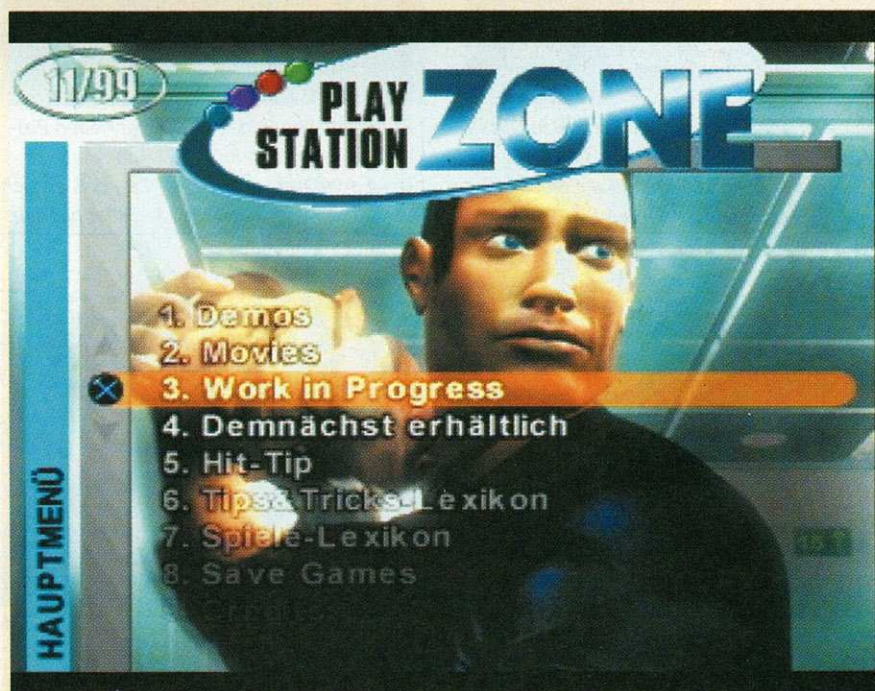 11/99
PLAY
STATION
ZONE
HAUPTMENÜ
1. Demos
2. Movies
3. Work in Progress
4. Demnächst erhältlich
5. Hit-Tip
6. Tips&Tricks-Lexikon
7. Spiele-Lexikon
8. Save Games